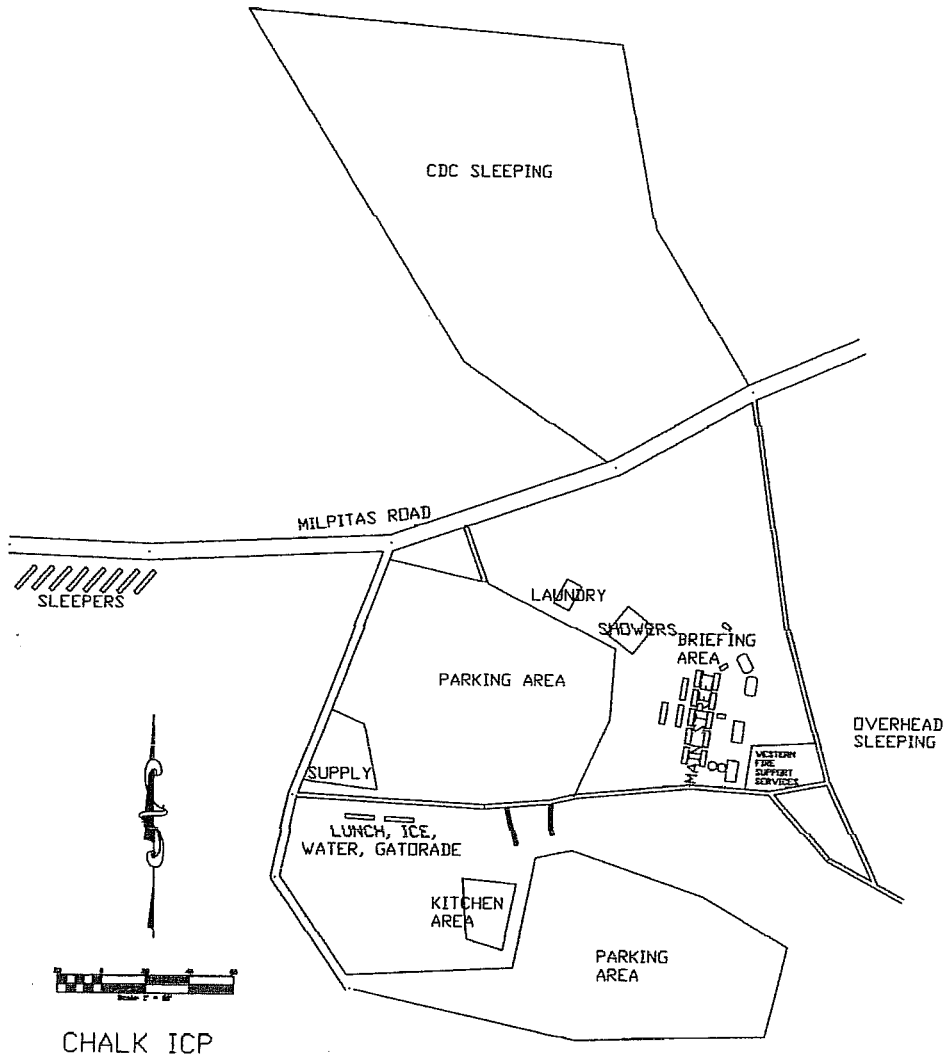 CDC SLEEPING
MILPITAS ROAD
SLEEPERS
LAUNDRY
SHOWERS
BRIEFING
AREA
PARKING AREA
MAIN STREET
OVERHEAD
SLEEPING
WESTERN
FIRE
SUPPORT
SERVICES
SUPPLY
LUNCH, ICE,
WATER, GATORADE
KITCHEN
AREA
PARKING
AREA
CHALK ICP